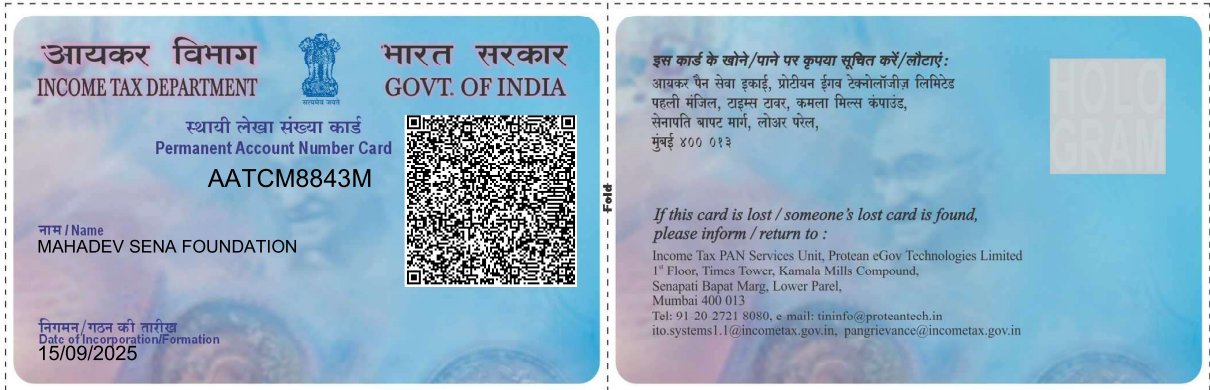 आयकर विभाग
INCOME TAX DEPARTMENT
सत्यमेव जयते
भारत सरकार
GOVT. OF INDIA
स्थायी लेखा संख्या कार्ड
Permanent Account Number Card
AATCM8843M
नाम / Name
MAHADEV SENA FOUNDATION
निगमन/गठन की तारीख
Date of Incorporation/Formation
15/09/2025
Fold
इस कार्ड के खोने/पाने पर कृपया सूचित करें/लौटाएं :
आयकर पैन सेवा इकाई, प्रोटीयन ईगव टेक्नोलॉजीज़ लिमिटेड
पहली मंजिल, टाइम्स टावर, कमला मिल्स कंपाउंड,
सेनापति बापट मार्ग, लोअर परेल,
मुंबई ४०० ०१३
HOLO
GRAM
If this card is lost / someone's lost card is found,
please inform / return to :
Income Tax PAN Services Unit, Protean eGov Technologies Limited
1st Floor, Times Tower, Kamala Mills Compound,
Senapati Bapat Marg, Lower Parel,
Mumbai 400 013
Tel: 91 20 2721 8080, e-mail: tininfo@proteantech.in
ito.systems1.1@incometax.gov.in, pangrievance@incometax.gov.in